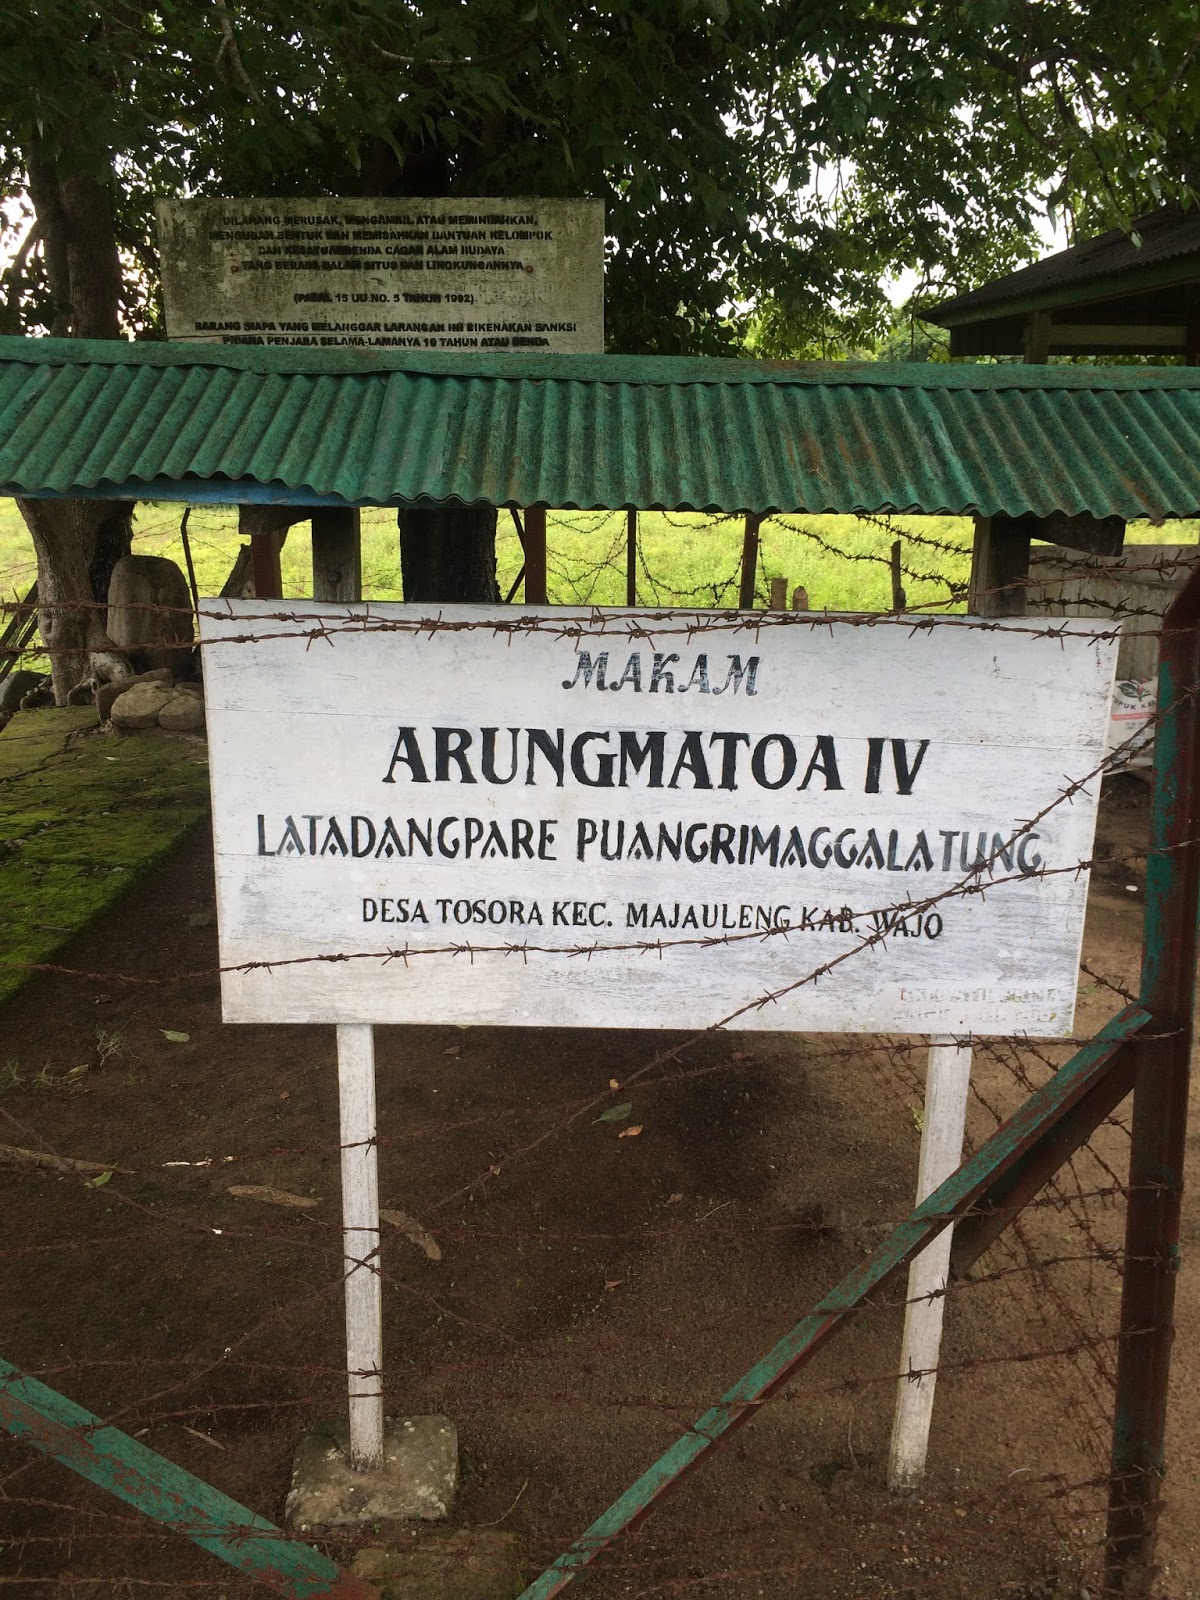 DILARANG MERUSAK, MENGAMBIL ATAU MEMINDAHKAN,
MENGUBAH BENTUK DAN MEMISAHKAN BANTUAN KELOMPOK
DAN KESATUAN BENDA CAGAR ALAM BUDAYA
YANG BERADA DALAM SITUS DAN LINGKUNGANNYA
(PASAL 15 UU NO. 5 TAHUN 1992)
BARANG SIAPA YANG MELANGGAR LARANGAN INI DIKENAKAN SANKSI
PIDANA PENJARA SELAMA-LAMANYA 10 TAHUN ATAU DENDA
MAKAM
ARUNGMATOA IV
LATADANGPARE PUANGRIMAGGALATUNG
DESA TOSORA KEC. MAJAULENG KAB. WAJO